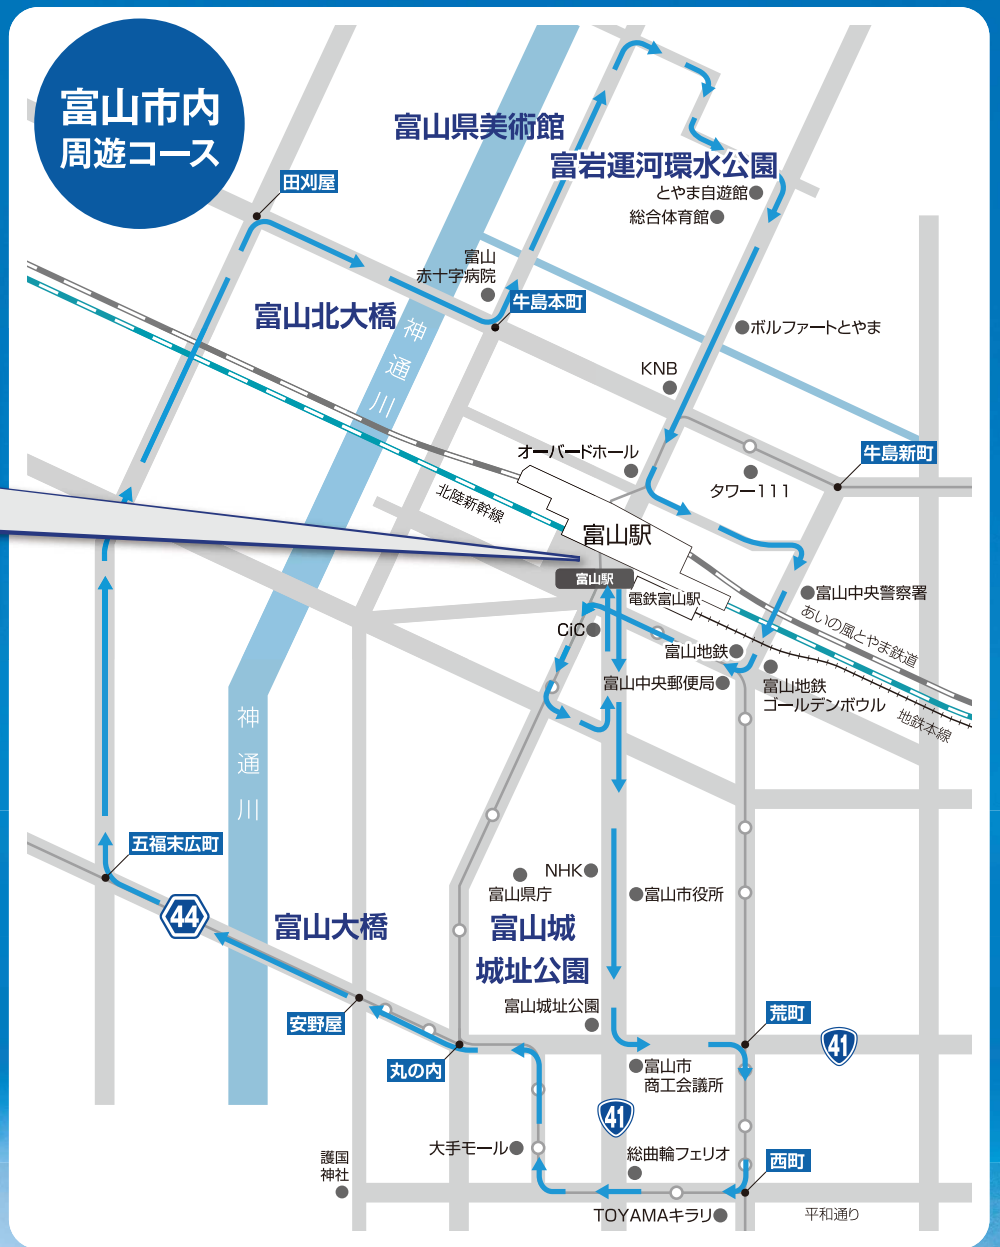 富山市内
周遊コース
富山県美術館
富岩運河環水公園
とやま自遊館
総合体育館
田刈屋
富山
赤十字病院
牛島本町
富山北大橋
神通川
ボルファートとやま
KNB
オーバードホール
牛島新町
タワー111
北陸新幹線
富山駅
富山駅
電鉄富山駅
富山中央警察署
あいの風とやま鉄道
CiC
富山地鉄
富山中央郵便局
富山地鉄
ゴールデンボウル
地鉄本線
神通川
五福末広町
44
富山大橋
NHK
富山県庁
富山市役所
富山城
城址公園
富山城址公園
安野屋
荒町
41
丸の内
富山市
商工会議所
41
大手モール
総曲輪フェリオ
西町
護国
神社
TOYAMAキラリ
平和通り